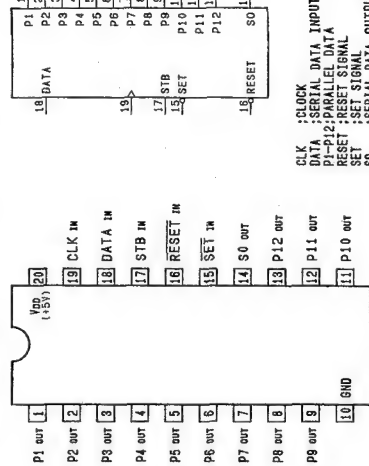 P1 OUT 1
P2 OUT 2
P3 OUT 3
P4 OUT 4
P5 OUT 5
P6 OUT 6
P7 OUT 7
P8 OUT 8
P9 OUT 9
10 GND
VDD 20
(+5V)
19 CLK IN
18 DATA IN
17 STB IN
16 RESET IN
15 SET IN
14 SO OUT
13 P12 OUT
12 P11 OUT
11 P10 OUT
18 DATA
19
17 STB
15 SET
16 RESET
P1
P2
P3
P4
P5
P6
P7
P8
P9
P10
P11
P12
SO
CLK ;CLOCK
DATA ;SERIAL DATA INPUT
P1-P12;PARALLEL DATA
RESET ;RESET SIGNAL
SET ;SET SIGNAL